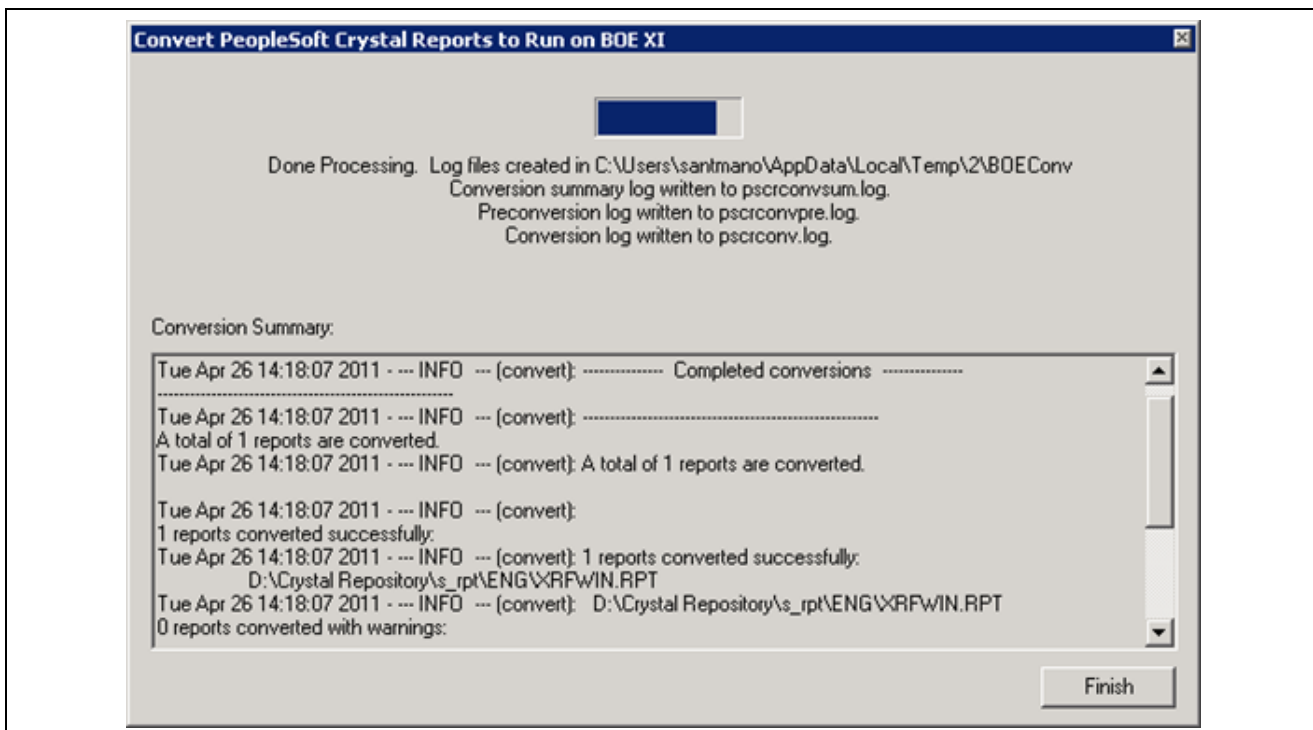 Convert PeopleSoft Crystal Reports to Run on BOE XI
Done Processing.  Log files created in C:\Users\santmano\AppData\Local\Temp\2\BOEConv
Conversion summary log written to pscrconvsum.log.
Preconversion log written to pscrconvpre.log.
Conversion log written to pscrconv.log.
Conversion Summary:
Tue Apr 26 14:18:07 2011 - --- INFO  --- (convert): --------------- Completed conversions ---------------
-------------------------------------------------------
Tue Apr 26 14:18:07 2011 - --- INFO  --- (convert): -------------------------------------------------------
A total of 1 reports are converted.
Tue Apr 26 14:18:07 2011 - --- INFO  --- (convert): A total of 1 reports are converted.
Tue Apr 26 14:18:07 2011 - --- INFO  --- (convert):
1 reports converted successfully:
Tue Apr 26 14:18:07 2011 - --- INFO  --- (convert): 1 reports converted successfully:
D:\Crystal Repository\s_rpt\ENG\XRFWIN.RPT
Tue Apr 26 14:18:07 2011 - --- INFO  --- (convert):   D:\Crystal Repository\s_rpt\ENG\XRFWIN.RPT
0 reports converted with warnings:
Finish